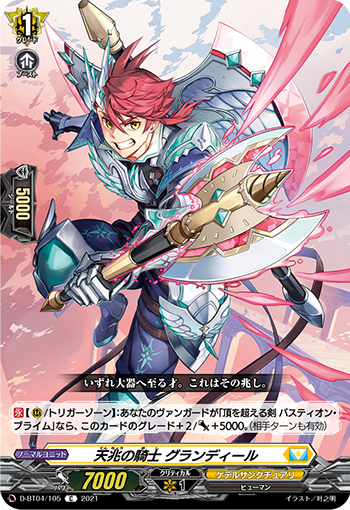 1
グレード
ブースト
5000
シールド
いずれ大器へ至る才。これはその兆し。
永【 /トリガーゾーン】:あなたのヴァンガードが「頂を超える剣 バスティオン・
プライム」なら、このカードのグレード+2/ +5000。(相手ターンも有効)
ノーマルユニット
天兆の騎士 グランディール
パワー
7000
クリティカル
1
ケテルサンクチュアリ
ヒューマン
D-BT04/105 C 2021
イラスト/叶之明